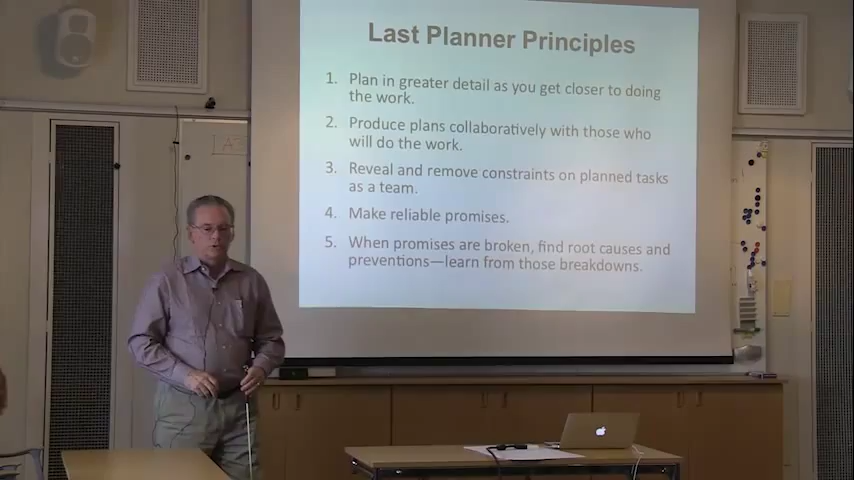 Last Planner Principles
1. Plan in greater detail as you get closer to doing
the work.
2. Produce plans collaboratively with those who
will do the work.
3. Reveal and remove constraints on planned tasks
as a team.
4. Make reliable promises.
5. When promises are broken, find root causes and
preventions—learn from those breakdowns.